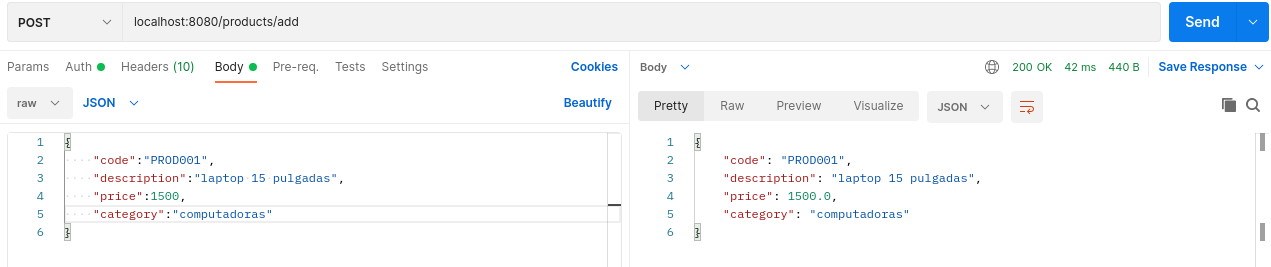 POST localhost:8080/products/add Send
Params Auth Headers (10) Body Pre-req. Tests Settings Cookies
raw JSON Beautify
1 {
2 "code":"PROD001",
3 "description":"laptop 15 pulgadas",
4 "price":1500,
5 "category":"computadoras"
6 }
Body 200 OK 42 ms 440 B Save Response
Pretty Raw Preview Visualize JSON
1 {
2 "code": "PROD001",
3 "description": "laptop 15 pulgadas",
4 "price": 1500.0,
5 "category": "computadoras"
6 }